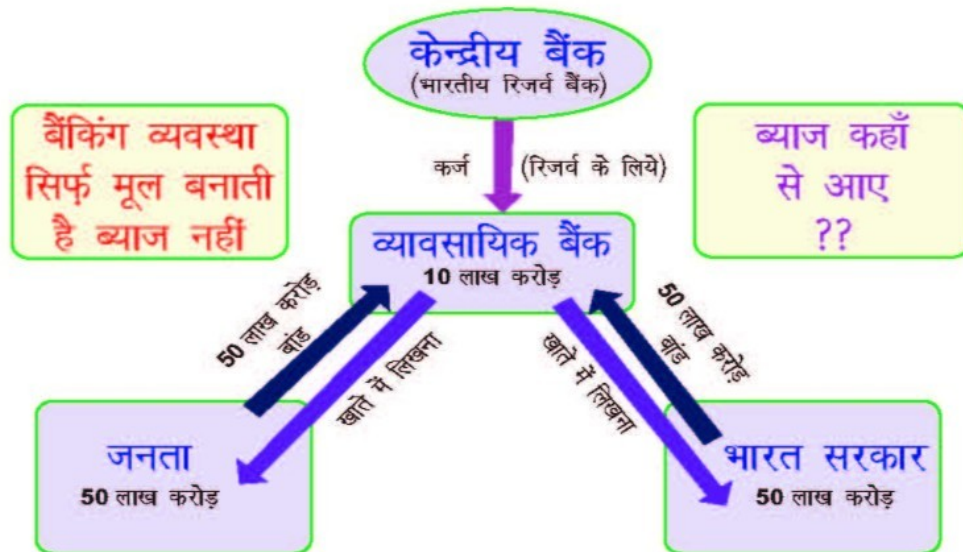 केन्द्रीय बैंक
(भारतीय रिजर्व बैंक)
बैंकिंग व्यवस्था
सिर्फ़ मूल बनाती
है ब्याज नहीं
ब्याज कहाँ
से आए
??
कर्ज (रिजर्व के लिये)
व्यावसायिक बैंक
10 लाख करोड़
50 लाख करोड़
बांड
खाते में लिखना
50 लाख करोड़
बांड
खाते में लिखना
जनता
50 लाख करोड़
भारत सरकार
50 लाख करोड़